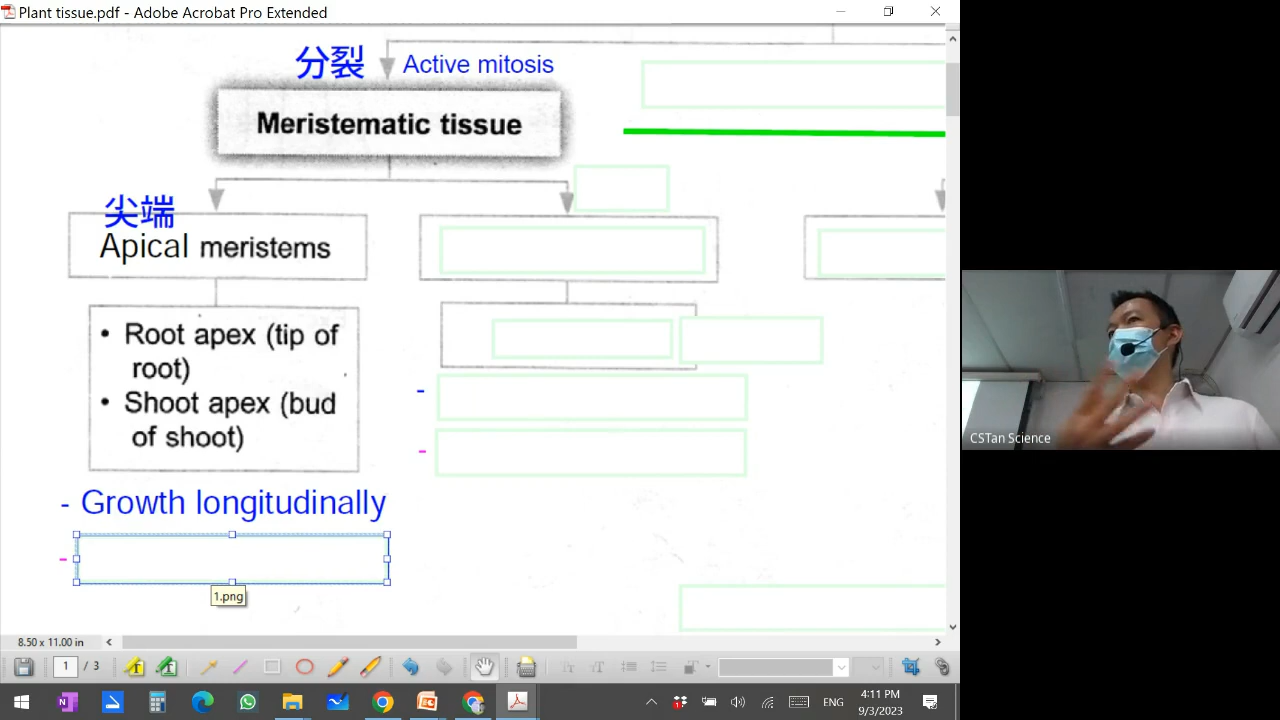 Plant tissue.pdf - Adobe Acrobat Pro Extended
分裂
Active mitosis
Meristematic tissue
尖端
Apical meristems
• Root apex (tip of
root)
• Shoot apex (bud
of shoot)
- Growth longitudinally
-
-
-
1.png
CSTan Science
8.50 x 11.00 in
1 / 3
ENG
4:11 PM
9/3/2023